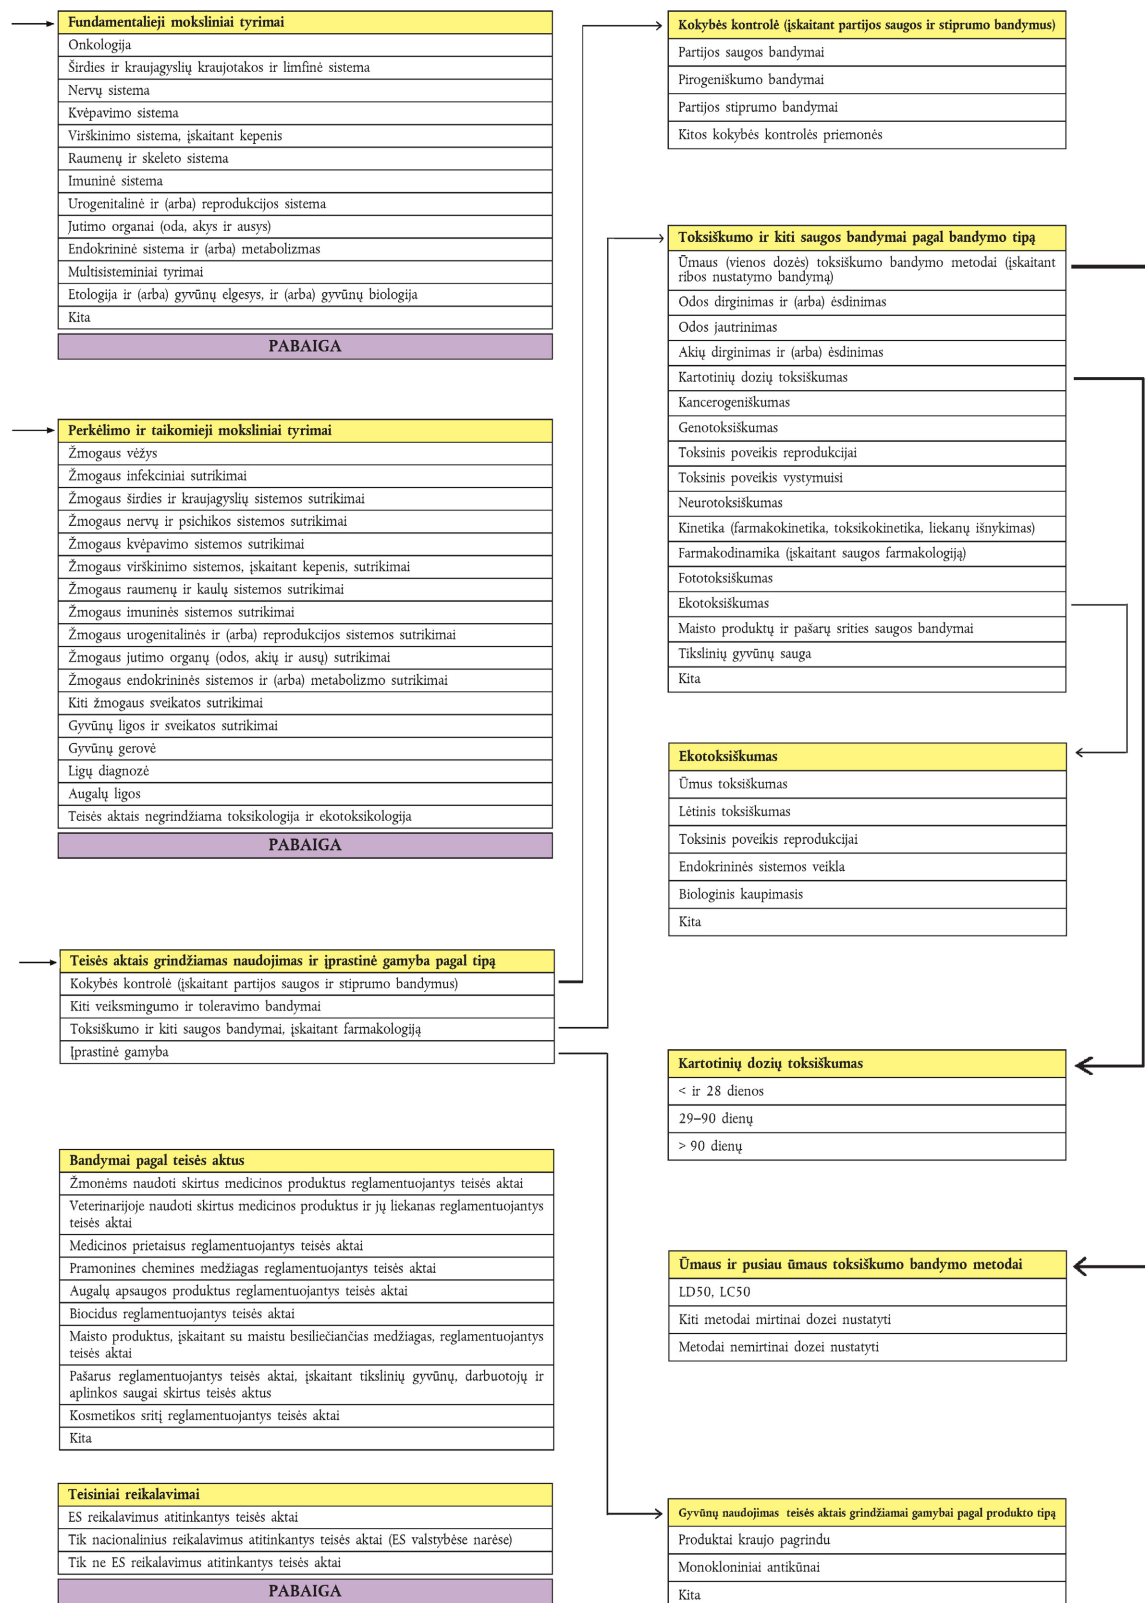 Fundamentalieji moksliniai tyrimai
Onkologija
Širdies ir kraujagyslių kraujotakos ir limfinė sistema
Nervų sistema
Kvėpavimo sistema
Virškinimo sistema, įskaitant kepenis
Raumenų ir skeleto sistema
Imuninė sistema
Urogenitalinė ir (arba) reprodukcijos sistema
Jutimo organai (oda, akys ir ausys)
Endokrininė sistema ir (arba) metabolizmas
Multisisteminiai tyrimai
Etologija ir (arba) gyvūnų elgesys, ir (arba) gyvūnų biologija
Kita
PABAIGA
Perkėlimo ir taikomieji moksliniai tyrimai
Žmogaus vėžys
Žmogaus infekciniai sutrikimai
Žmogaus širdies ir kraujagyslių sistemos sutrikimai
Žmogaus nervų ir psichikos sistemos sutrikimai
Žmogaus kvėpavimo sistemos sutrikimai
Žmogaus virškinimo sistemos, įskaitant kepenis, sutrikimai
Žmogaus raumenų ir kaulų sistemos sutrikimai
Žmogaus imuninės sistemos sutrikimai
Žmogaus urogenitalinės ir (arba) reprodukcijos sistemos sutrikimai
Žmogaus jutimo organų (odos, akių ir ausų) sutrikimai
Žmogaus endokrininės sistemos ir (arba) metabolizmo sutrikimai
Kiti žmogaus sveikatos sutrikimai
Gyvūnų ligos ir sveikatos sutrikimai
Gyvūnų gerovė
Ligų diagnozė
Augalų ligos
Teisės aktais negrindžiama toksikologija ir ekotoksikologija
PABAIGA
Teisės aktais grindžiamas naudojimas ir įprastinė gamyba pagal tipą
Kokybės kontrolė (įskaitant partijos saugos ir stiprumo bandymus)
Kiti veiksmingumo ir toleravimo bandymai
Toksiškumo ir kiti saugos bandymai, įskaitant farmakologiją
Įprastinė gamyba
Bandymai pagal teisės aktus
Žmonėms naudoti skirtus medicinos produktus reglamentuojantys teisės aktai
Veterinarijoje naudoti skirtus medicinos produktus ir jų liekanas reglamentuojantys
teisės aktai
Medicinos prietaisus reglamentuojantys teisės aktai
Pramonines chemines medžiagas reglamentuojantys teisės aktai
Augalų apsaugos produktus reglamentuojantys teisės aktai
Biocidus reglamentuojantys teisės aktai
Maisto produktus, įskaitant su maistu besiliečiančias medžiagas, reglamentuojantys
teisės aktai
Pašarus reglamentuojantys teisės aktai, įskaitant tikslinių gyvūnų, darbuotojų ir
aplinkos saugai skirtus teisės aktus
Kosmetikos sritį reglamentuojantys teisės aktai
Kita
Teisiniai reikalavimai
ES reikalavimus atitinkantys teisės aktai
Tik nacionalinius reikalavimus atitinkantys teisės aktai (ES valstybėse narėse)
Tik ne ES reikalavimus atitinkantys teisės aktai
PABAIGA
Kokybės kontrolė (įskaitant partijos saugos ir stiprumo bandymus)
Partijos saugos bandymai
Pirogeniškumo bandymai
Partijos stiprumo bandymai
Kitos kokybės kontrolės priemonės
Toksiškumo ir kiti saugos bandymai pagal bandymo tipą
Ūmaus (vienos dozės) toksiškumo bandymo metodai (įskaitant
ribos nustatymo bandymą)
Odos dirginimas ir (arba) ėsdinimas
Odos jautrinimas
Akių dirginimas ir (arba) ėsdinimas
Kartotinių dozių toksiškumas
Kancerogeniškumas
Genotoksiškumas
Toksinis poveikis reprodukcijai
Toksinis poveikis vystymuisi
Neurotoksiškumas
Kinetika (farmakokinetika, toksikokinetika, liekanų išnykimas)
Farmakodinamika (įskaitant saugos farmakologiją)
Fototoksiškumas
Ekotoksiškumas
Maisto produktų ir pašarų srities saugos bandymai
Tikslinių gyvūnų sauga
Kita
Ekotoksiškumas
Ūmus toksiškumas
Lėtinis toksiškumas
Toksinis poveikis reprodukcijai
Endokrininės sistemos veikla
Biologinis kaupimasis
Kita
Kartotinių dozių toksiškumas
< ir 28 dienos
29–90 dienų
> 90 dienų
Ūmaus ir pusiau ūmaus toksiškumo bandymo metodai
LD50, LC50
Kiti metodai mirtinai dozei nustatyti
Metodai nemirtinai dozei nustatyti
Gyvūnų naudojimas teisės aktais grindžiamai gamybai pagal produkto tipą
Produktai kraujo pagrindu
Monokloniniai antikūnai
Kita